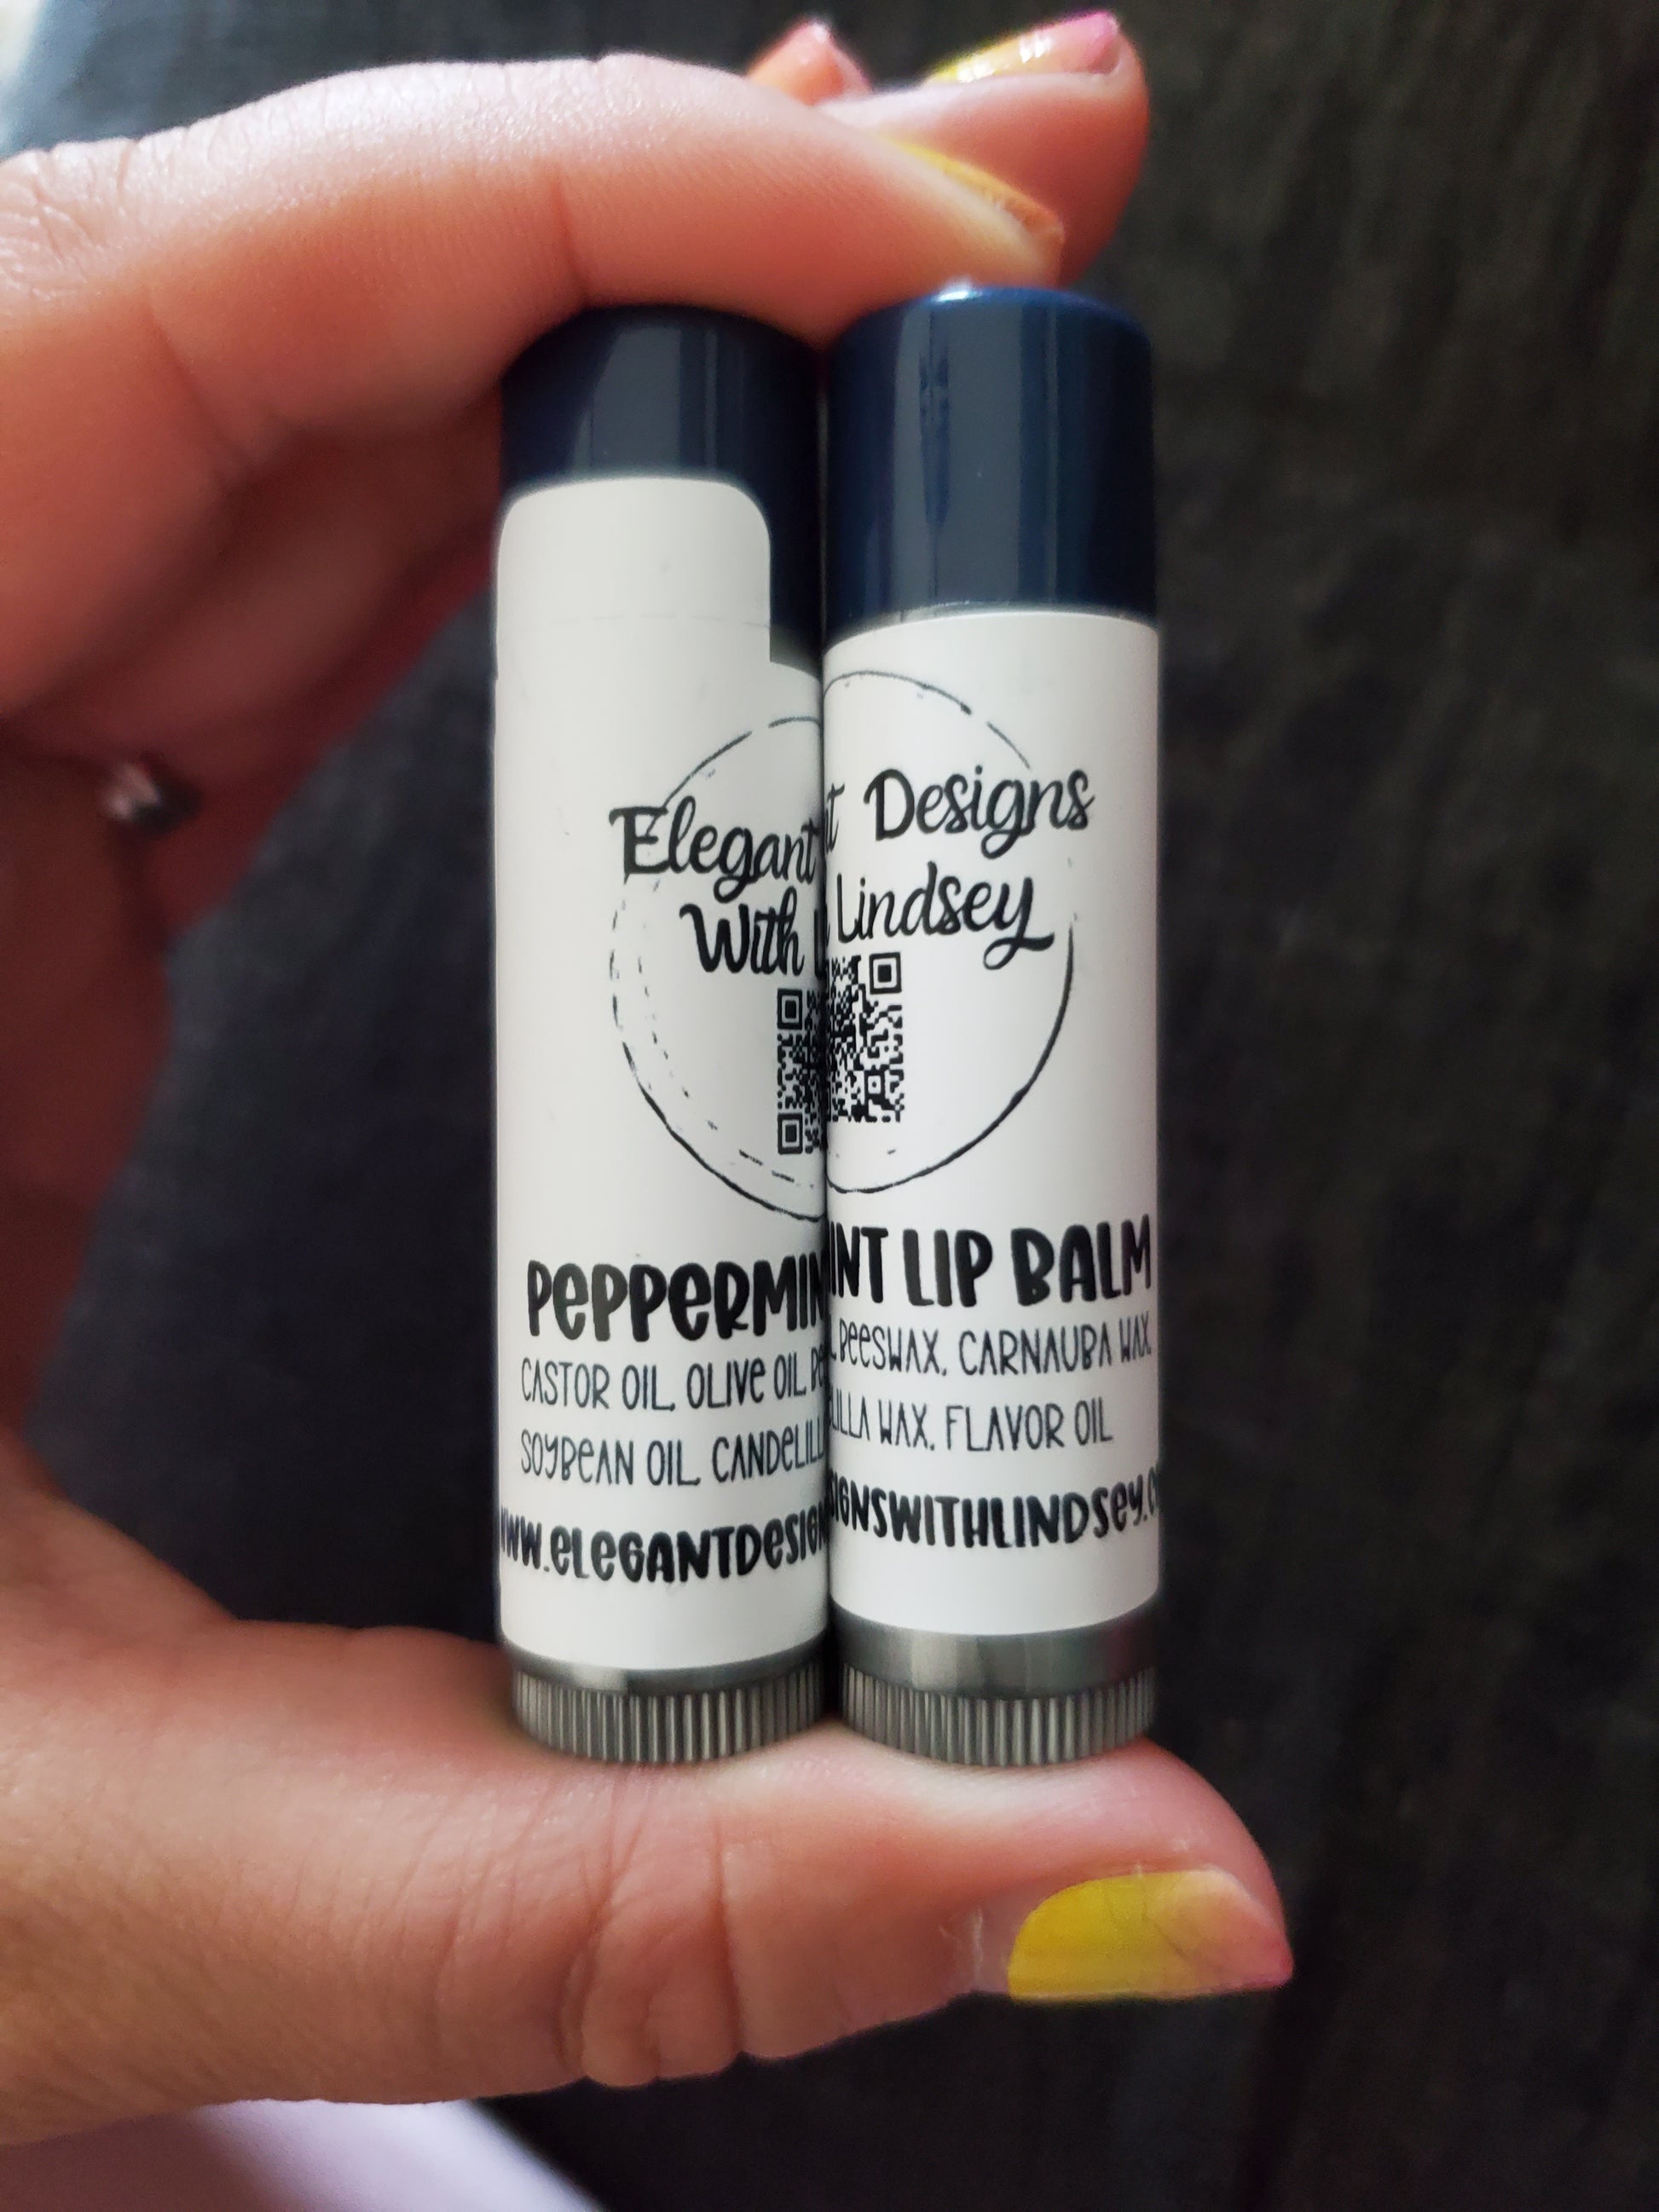 Elegant Designs
With Lindsey
PEPPERMINT LIP BALM
CASTOR OIL, OLIVE OIL, BEESWAX, CARNAUBA WAX,
SOYBEAN OIL, CANDELILLA WAX, FLAVOR OIL
WWW.ELEGANTDESIGNSWITHLINDSEY.C